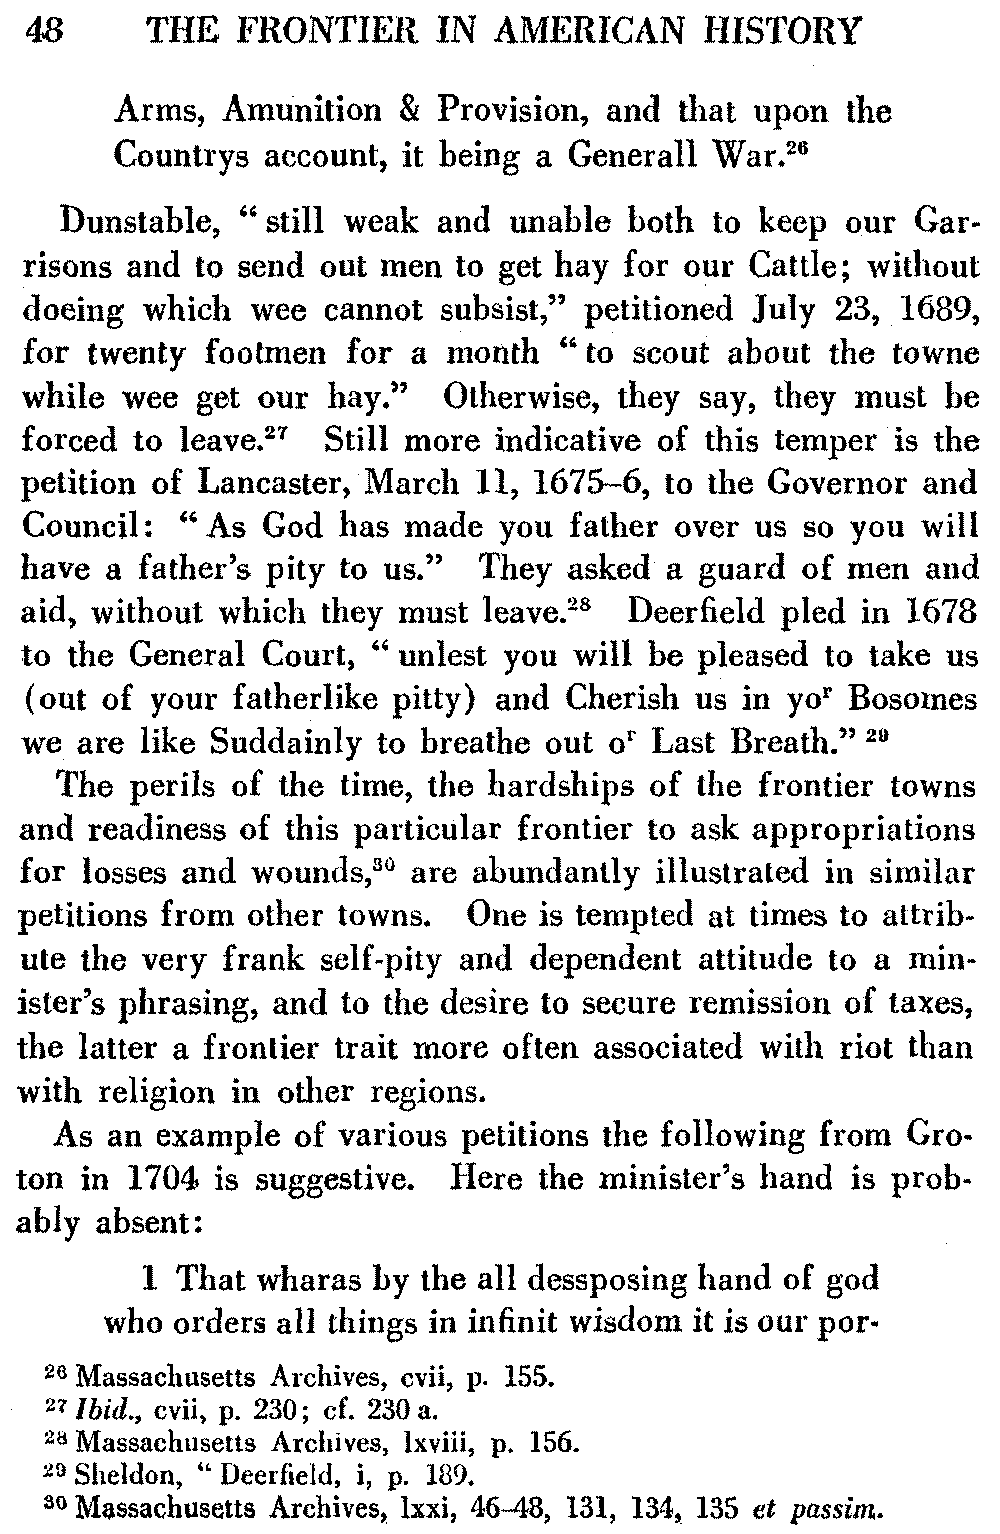 48 THE FRONTIER IN AMERICAN HISTORY
Arms, Amunition & Provision, and that upon the
Countrys account, it being a Generall War.²⁶
Dunstable, “ still weak and unable both to keep our Gar-
risons and to send out men to get hay for our Cattle; without
doeing which wee cannot subsist,” petitioned July 23, 1689,
for twenty footmen for a month “ to scout about the towne
while wee get our hay.” Otherwise, they say, they must be
forced to leave.²⁷ Still more indicative of this temper is the
petition of Lancaster, March 11, 1675–6, to the Governor and
Council: “ As God has made you father over us so you will
have a father’s pity to us.” They asked a guard of men and
aid, without which they must leave.²⁸ Deerfield pled in 1678
to the General Court, “ unlest you will be pleased to take us
(out of your fatherlike pitty) and Cherish us in yoʳ Bosomes
we are like Suddainly to breathe out oʳ Last Breath.” ²⁹
The perils of the time, the hardships of the frontier towns
and readiness of this particular frontier to ask appropriations
for losses and wounds,³⁰ are abundantly illustrated in similar
petitions from other towns. One is tempted at times to attrib-
ute the very frank self-pity and dependent attitude to a min-
ister’s phrasing, and to the desire to secure remission of taxes,
the latter a frontier trait more often associated with riot than
with religion in other regions.
As an example of various petitions the following from Gro-
ton in 1704 is suggestive. Here the minister’s hand is prob-
ably absent:
1 That wharas by the all dessposing hand of god
who orders all things in infinit wisdom it is our por-
²⁶ Massachusetts Archives, cvii, p. 155.
²⁷ Ibid., cvii, p. 230; cf. 230 a.
²⁸ Massachusetts Archives, lxviii, p. 156.
²⁹ Sheldon, “ Deerfield, i, p. 189.
³⁰ Massachusetts Archives, lxxi, 46–48, 131, 134, 135 et passim.